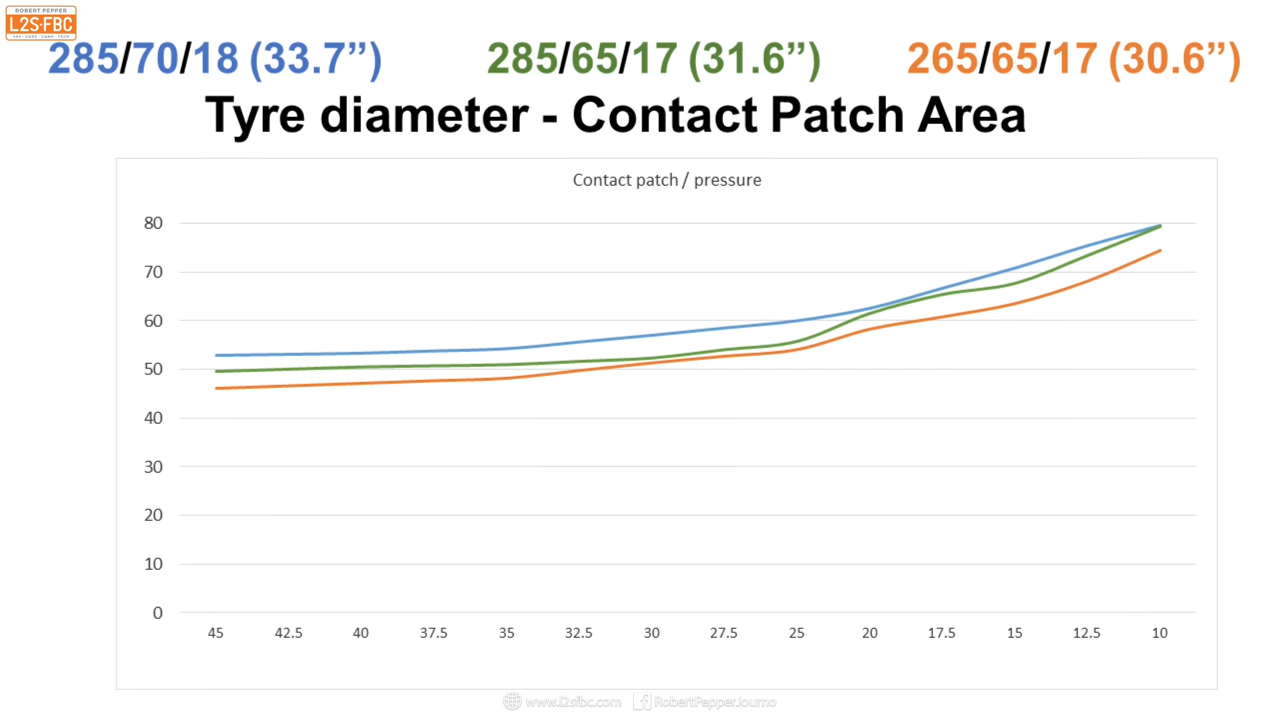 ROBERT PEPPER
L2S·FBC
285/70/18 (33.7”)
285/65/17 (31.6”)
265/65/17 (30.6”)
Tyre diameter - Contact Patch Area
Contact patch / pressure
80
70
60
50
40
30
20
10
0
45 42.5 40 37.5 35 32.5 30 27.5 25 20 17.5 15 12.5 10
www.l2sfbc.com RobertPepperJourno